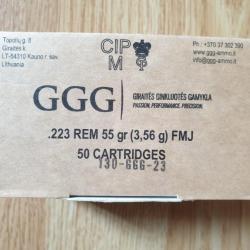 Topolių g. 8
Giraitės k.
LT-54310 Kauno r. sav.
Lithuania
CIP
M
Ph.: +370 37 302 390
www.ggg-ammo.lt
info@ggg-ammo.lt
GGG
GIRAITĖS GINKLUOTĖS GAMYKLA
PASSION. PERFORMANCE. PRECISION.
.223 REM 55 gr (3,56 g) FMJ
50 CARTRIDGES
130-GGG-23